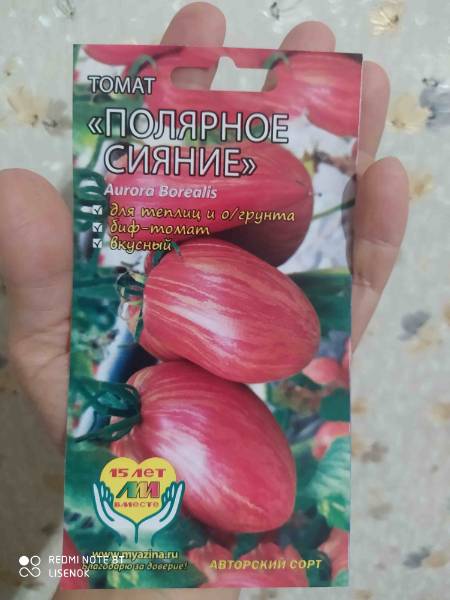 ТОМАТ
«ПОЛЯРНОЕ
СИЯНИЕ»
Aurora Borealis
для теплиц и о/грунта
биф-томат
вкусный
15 ЛЕТ
ЛМ
ВМЕСТЕ
www.myazina.ru
Благодарю за доверие!
АВТОРСКИЙ СОРТ
REDMI NOTE 8T
LISENOK